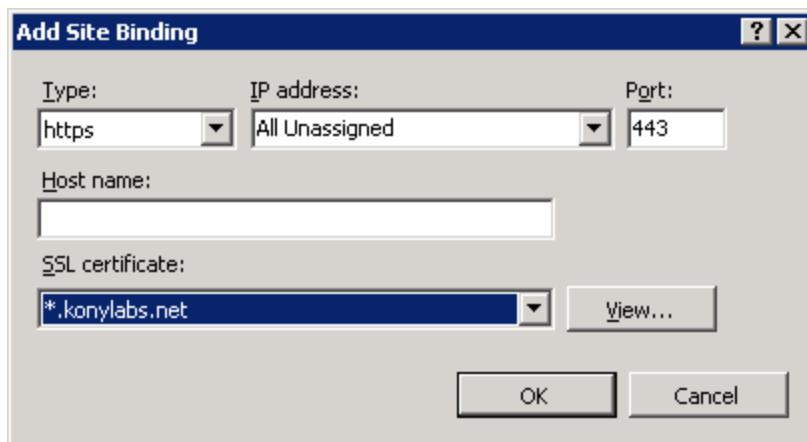 Add Site Binding ? X
Type: IP address: Port:
https All Unassigned 443
Host name:
SSL certificate:
*.konylabs.net View...
OK Cancel